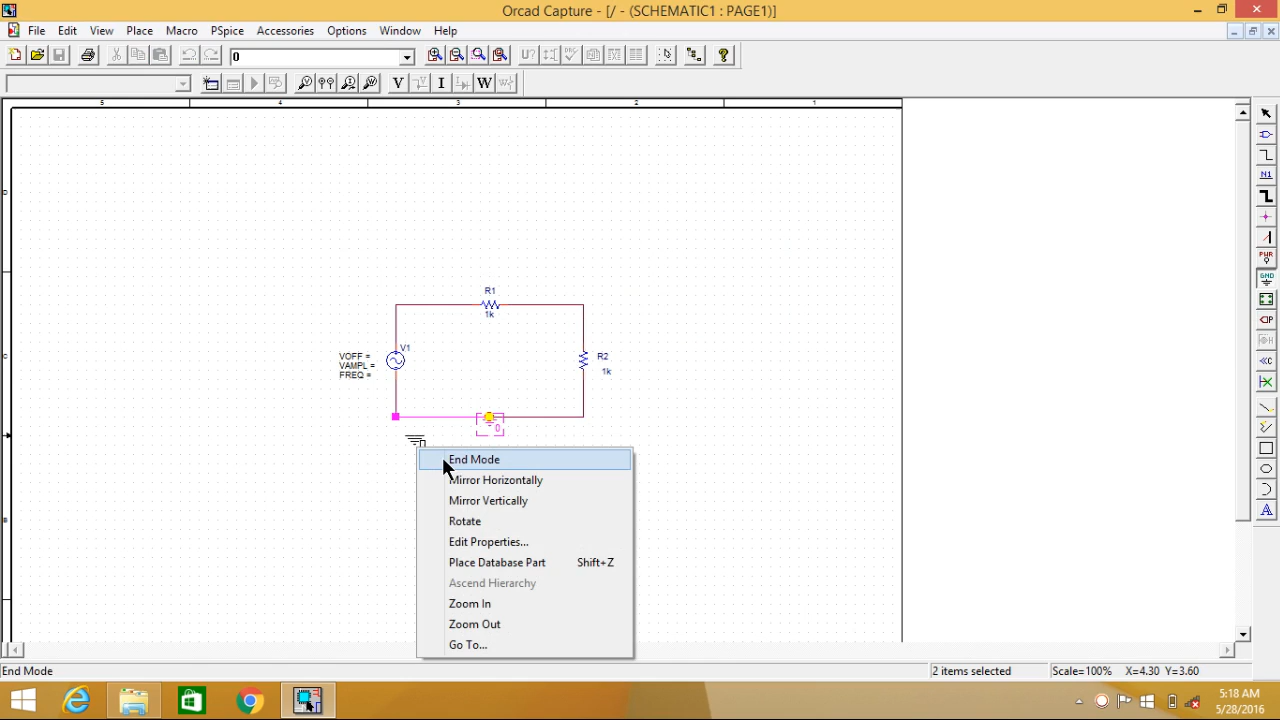 Orcad Capture - [/ - (SCHEMATIC1 : PAGE1)]
File Edit View Place Macro PSpice Accessories Options Window Help
0
U? V I W
5 4 3 2 1
D
C
B
N1
PWR
GND
A
R1
1k
V1
VOFF =
VAMPL =
FREQ =
R2
1k
0
End Mode
Mirror Horizontally
Mirror Vertically
Rotate
Edit Properties...
Place Database Part Shift+Z
Ascend Hierarchy
Zoom In
Zoom Out
Go To...
End Mode 2 items selected Scale=100% X=4.30 Y=3.60
5:18 AM
5/28/2016